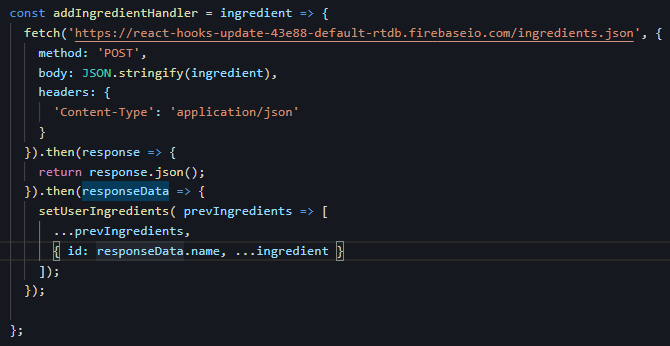 const addIngredientHandler = ingredient => {
fetch('https://react-hooks-update-43e88-default-rtdb.firebaseio.com/ingredients.json', {
method: 'POST',
body: JSON.stringify(ingredient),
headers: {
'Content-Type': 'application/json'
}
}).then(response => {
return response.json();
}).then(responseData => {
setUserIngredients( prevIngredients => [
...prevIngredients,
{ id: responseData.name, ...ingredient }
]);
});
};